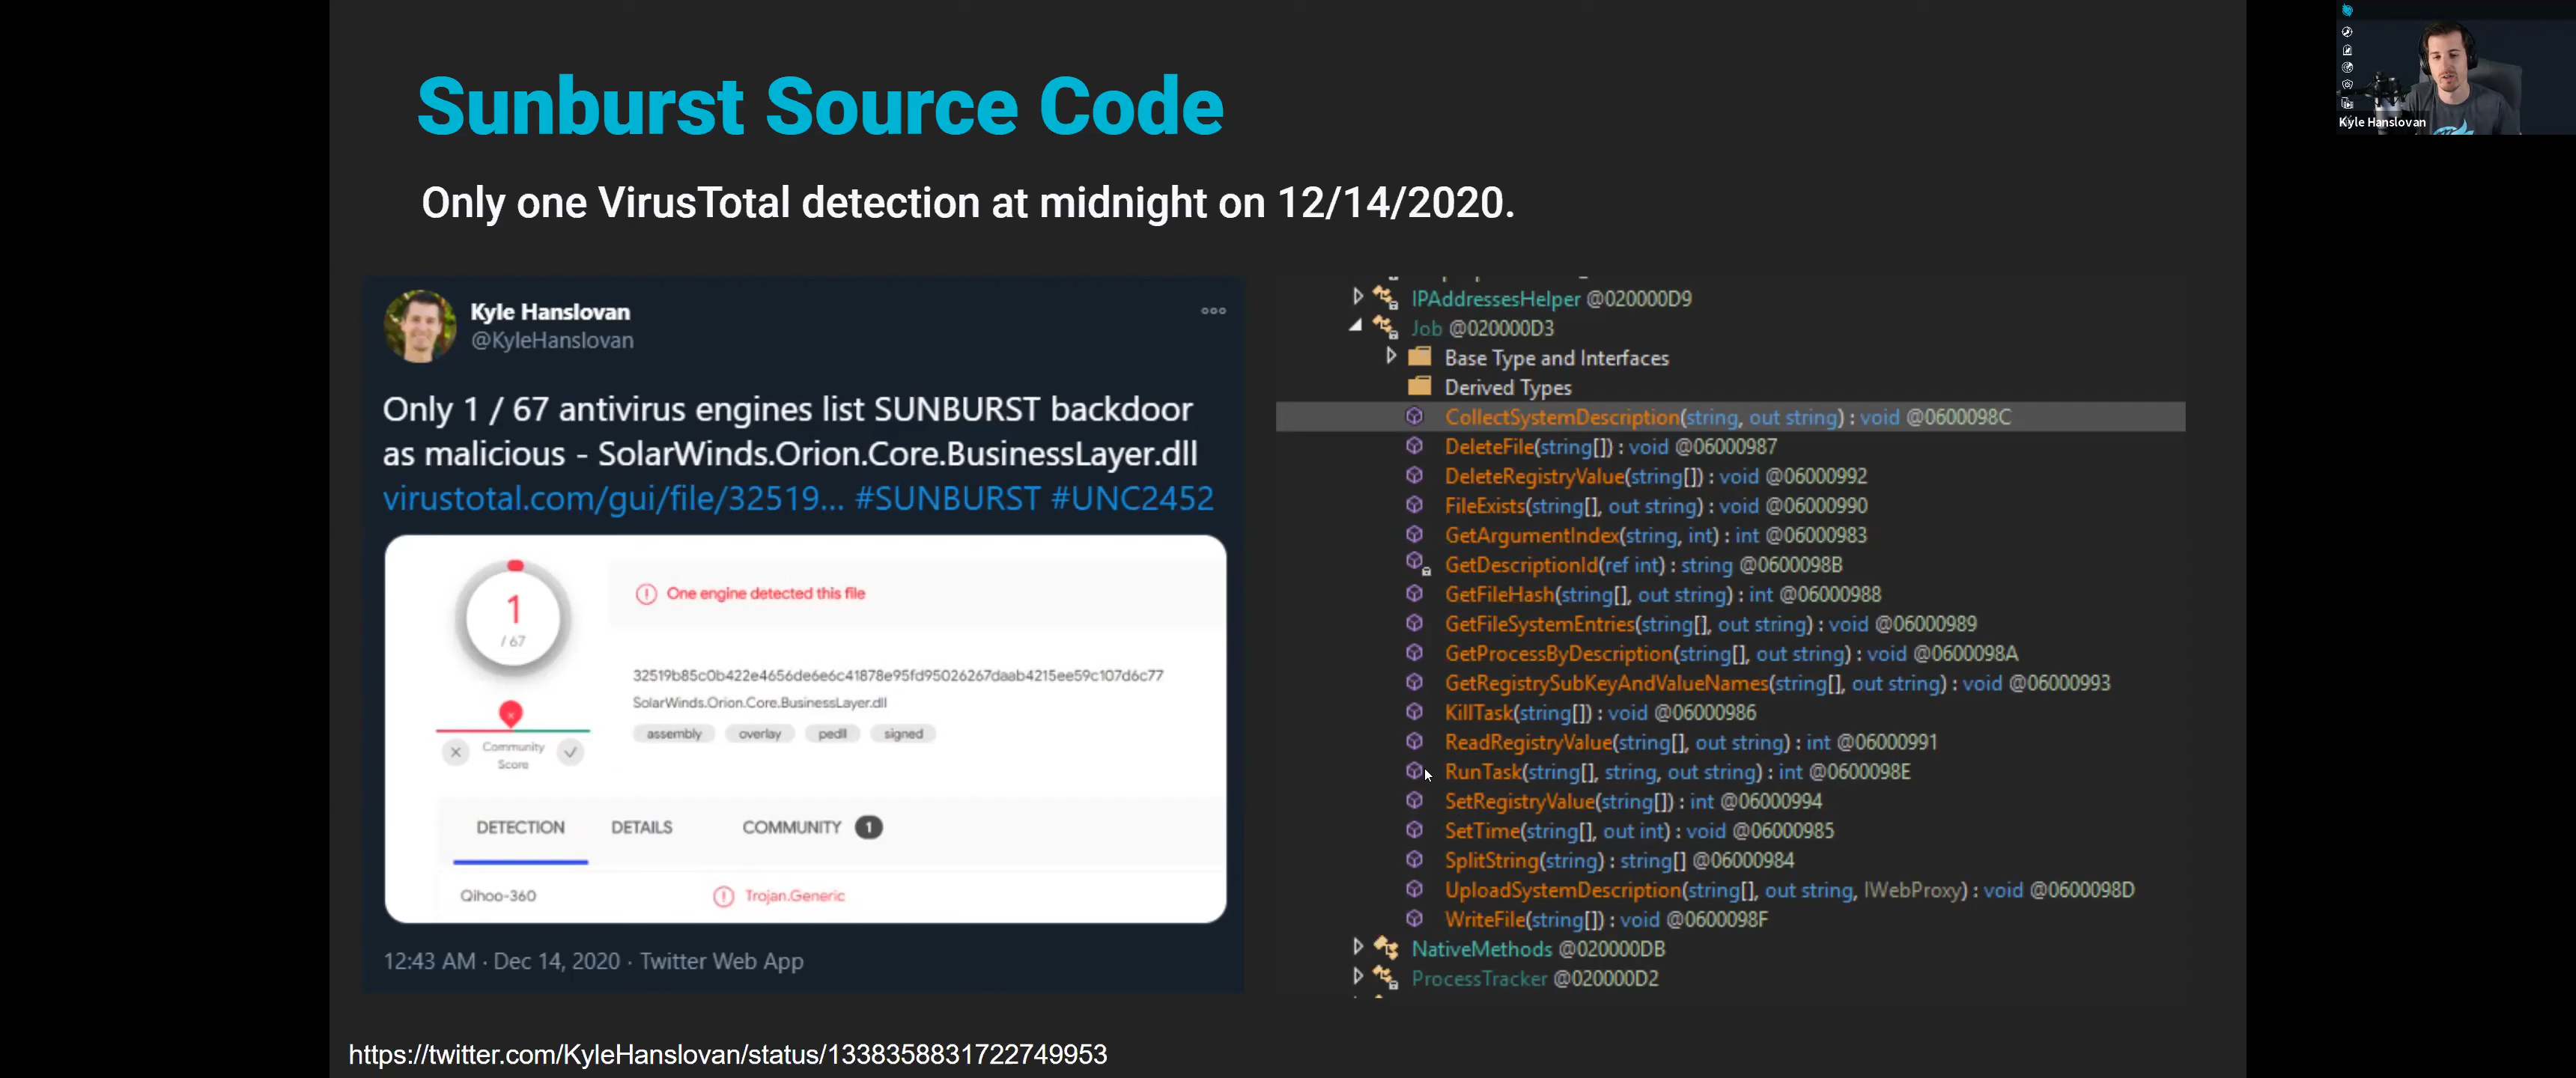 Sunburst Source Code
Only one VirusTotal detection at midnight on 12/14/2020.
Kyle Hanslovan
@KyleHanslovan
Only 1 / 67 antivirus engines list SUNBURST backdoor
as malicious - SolarWinds.Orion.Core.BusinessLayer.dll
virustotal.com/gui/file/32519... #SUNBURST #UNC2452
1
/ 67
One engine detected this file
32519b85c0b422e4656de6e6c41878e95fd95026267daab4215ee59c107d6c77
SolarWinds.Orion.Core.BusinessLayer.dll
assembly overlay pedll signed
Community
Score
DETECTION DETAILS COMMUNITY 1
Qihoo-360 Trojan.Generic
12:43 AM · Dec 14, 2020 · Twitter Web App
IPAddressesHelper @020000D9
Job @020000D3
Base Type and Interfaces
Derived Types
CollectSystemDescription(string, out string) : void @0600098C
DeleteFile(string[]) : void @06000987
DeleteRegistryValue(string[]) : void @06000992
FileExists(string[], out string) : void @06000990
GetArgumentIndex(string, int) : int @06000983
GetDescriptionId(ref int) : string @0600098B
GetFileHash(string[], out string) : int @06000988
GetFileSystemEntries(string[], out string) : void @06000989
GetProcessByDescription(string[], out string) : void @0600098A
GetRegistrySubKeyAndValueNames(string[], out string) : void @06000993
KillTask(string[]) : void @06000986
ReadRegistryValue(string[], out string) : int @06000991
RunTask(string[], string, out string) : int @0600098E
SetRegistryValue(string[]) : int @06000994
SetTime(string[], out int) : void @06000985
SplitString(string) : string[] @06000984
UploadSystemDescription(string[], out string, IWebProxy) : void @0600098D
WriteFile(string[]) : void @0600098F
NativeMethods @020000DB
ProcessTracker @020000D2
https://twitter.com/KyleHanslovan/status/1338358831722749953
Kyle Hanslovan